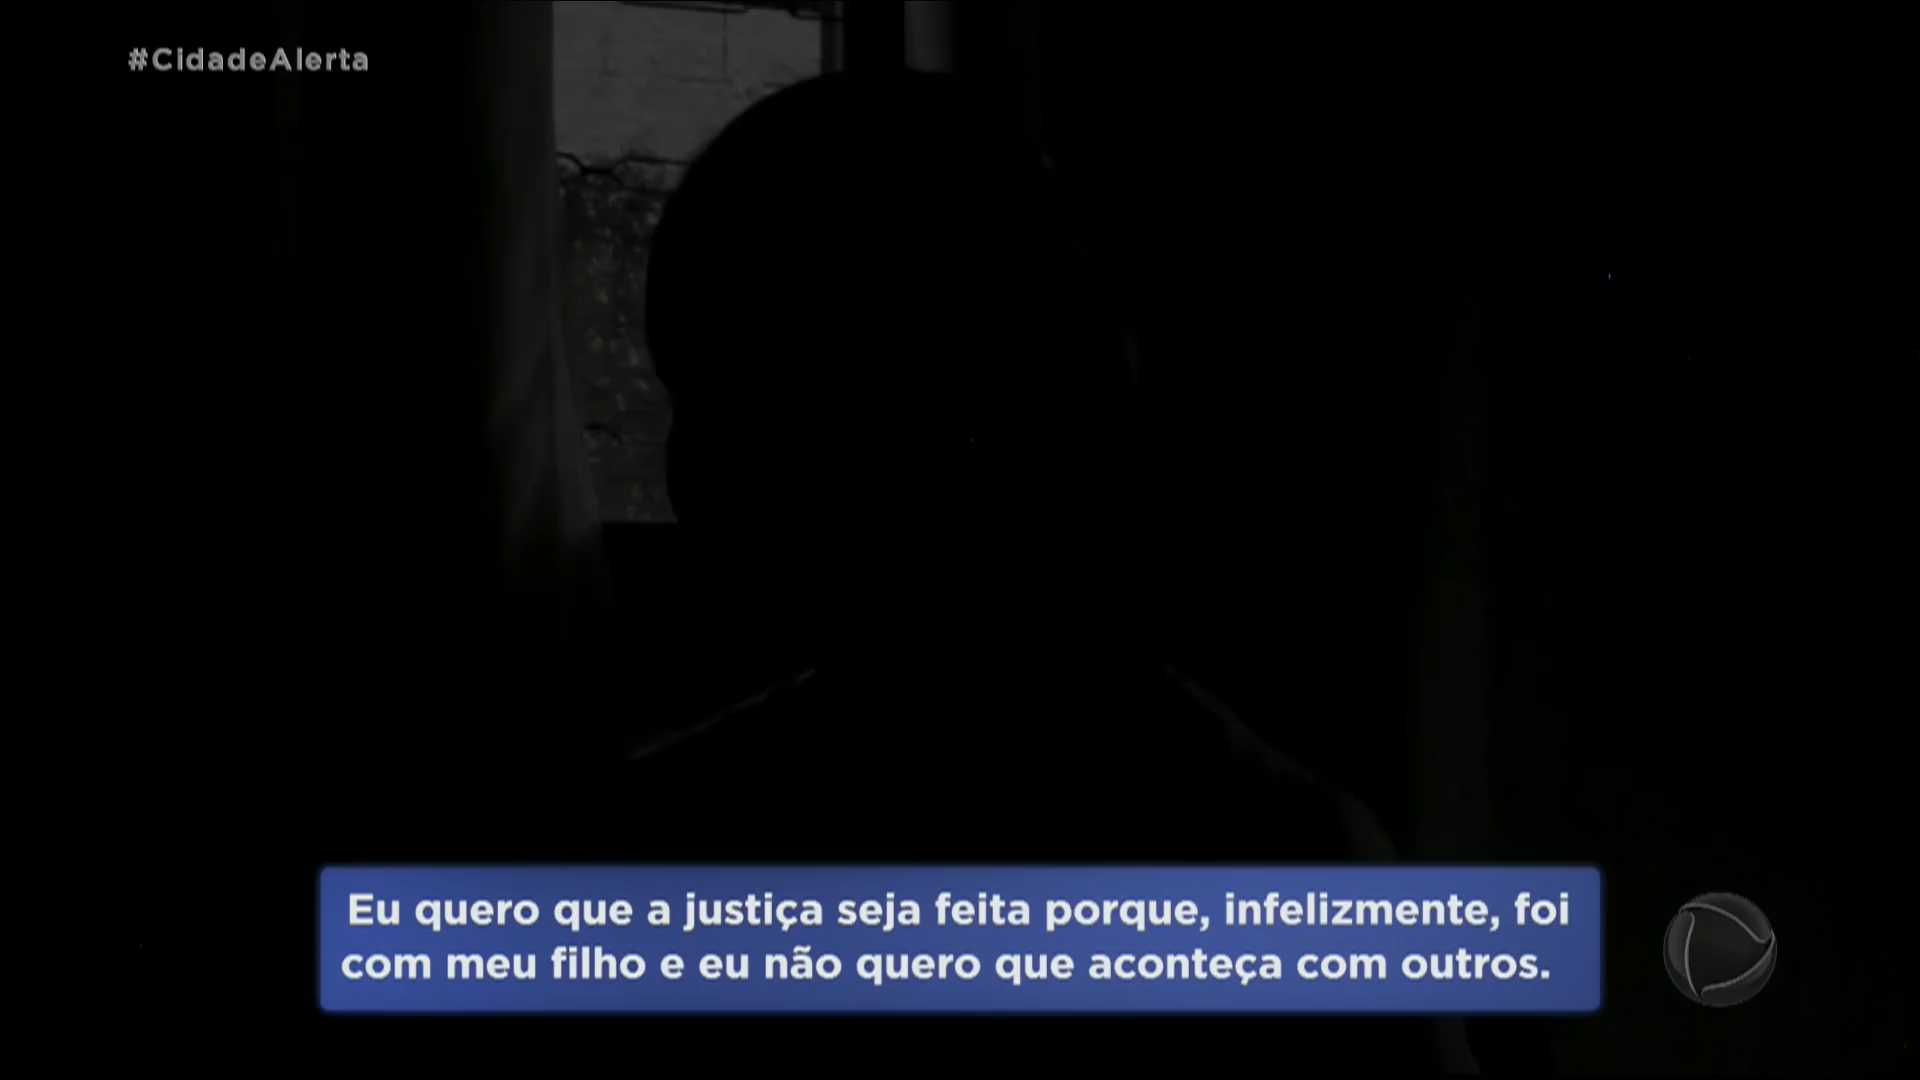 #CidadeAlerta
Eu quero que a justiça seja feita porque, infelizmente, foi
com meu filho e eu não quero que aconteça com outros.